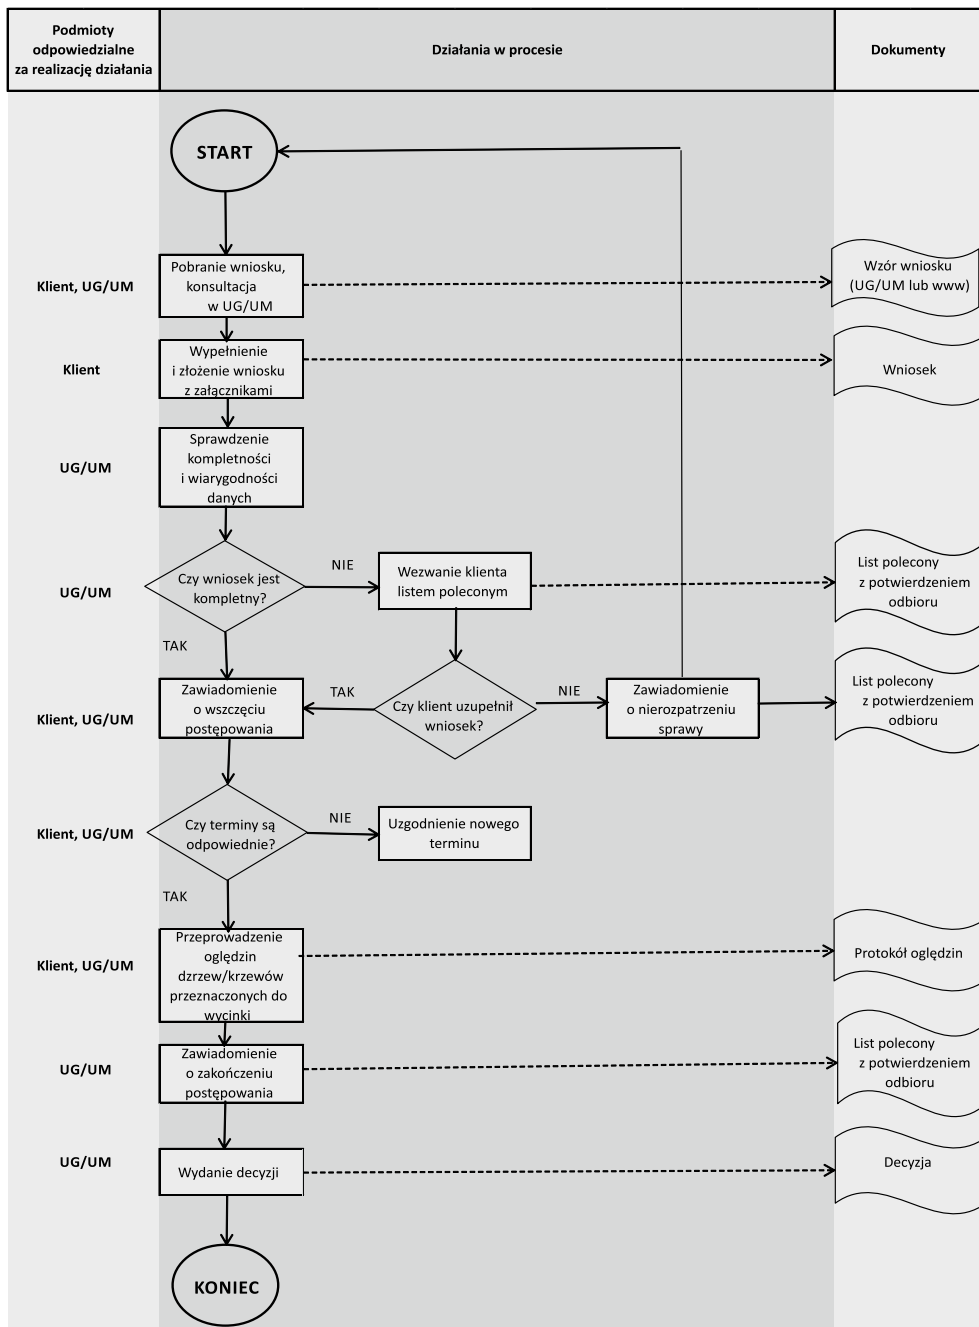 Podmioty
odpowiedzialne
za realizację działania
Działania w procesie
Dokumenty
START
Klient, UG/UM
Pobranie wniosku,
konsultacja
w UG/UM
Wzór wniosku
(UG/UM lub www)
Klient
Wypełnienie
i złożenie wniosku
z załącznikami
Wniosek
UG/UM
Sprawdzenie
kompletności
i wiarygodności
danych
UG/UM
Czy wniosek jest
kompletny?
NIE
Wezwanie klienta
listem poleconym
List polecony
z potwierdzeniem
odbioru
TAK
Klient, UG/UM
Zawiadomienie
o wszczęciu
postępowania
TAK
Czy klient uzupełnił
wniosek?
NIE
Zawiadomienie
o nierozpatrzeniu
sprawy
List polecony
z potwierdzeniem
odbioru
Klient, UG/UM
Czy terminy są
odpowiednie?
NIE
Uzgodnienie nowego
terminu
TAK
Klient, UG/UM
Przeprowadzenie
oględzin
dzrzew/krzewów
przeznaczonych do
wycinki
Protokół oględzin
UG/UM
Zawiadomienie
o zakończeniu
postępowania
List polecony
z potwierdzeniem
odbioru
UG/UM
Wydanie decyzji
Decyzja
KONIEC